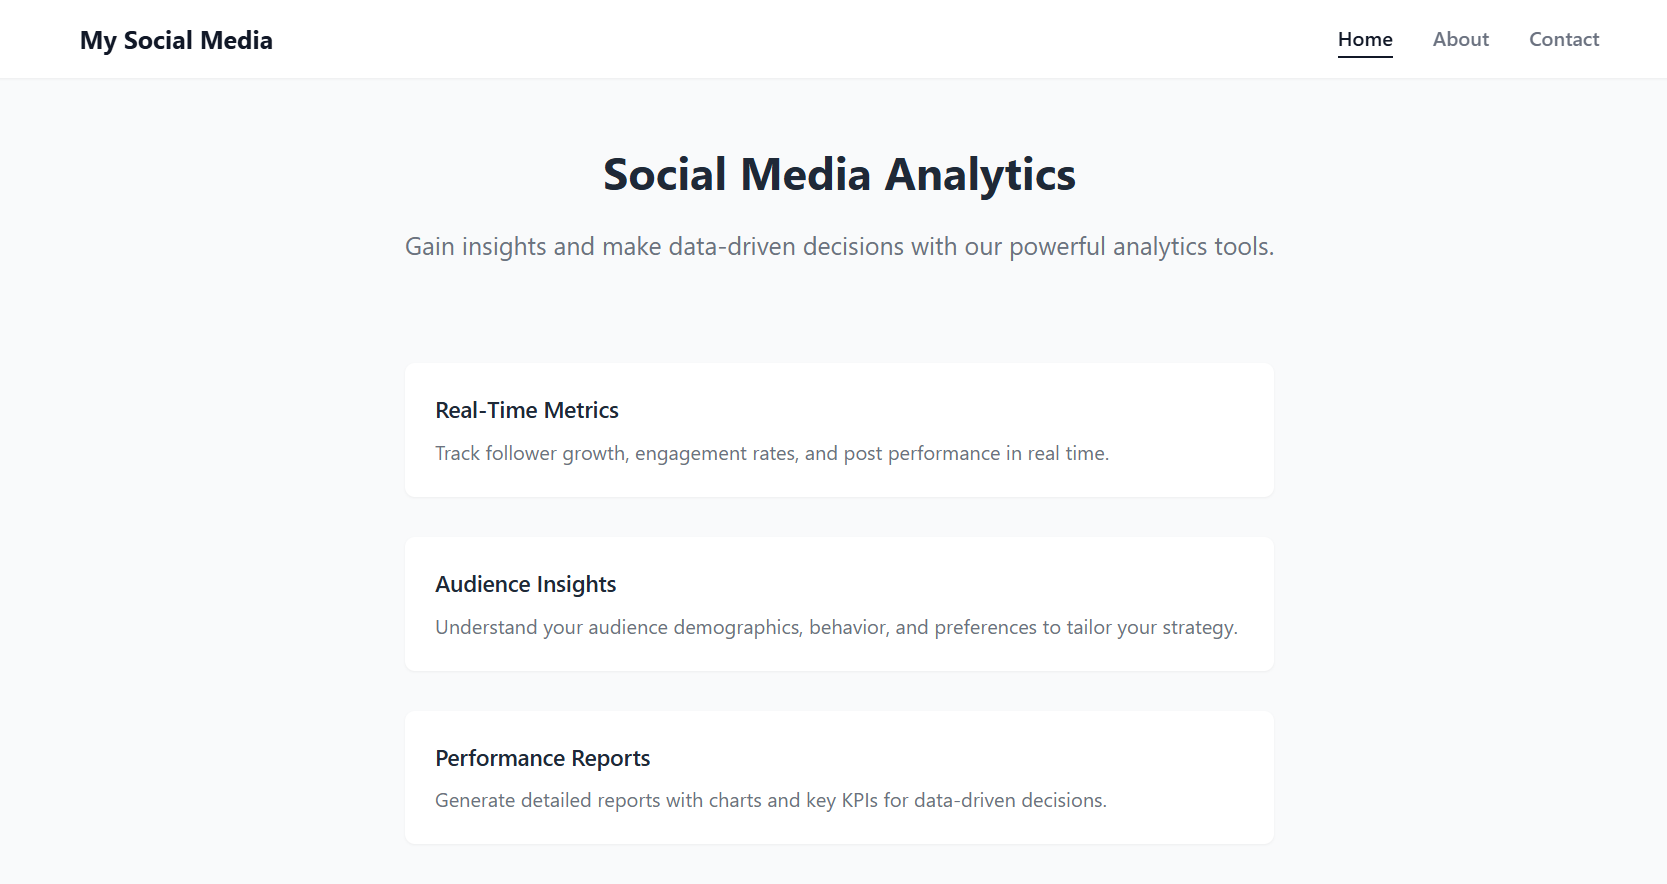 My Social Media
Home About Contact
Social Media Analytics
Gain insights and make data-driven decisions with our powerful analytics tools.
Real-Time Metrics
Track follower growth, engagement rates, and post performance in real time.
Audience Insights
Understand your audience demographics, behavior, and preferences to tailor your strategy.
Performance Reports
Generate detailed reports with charts and key KPIs for data-driven decisions.